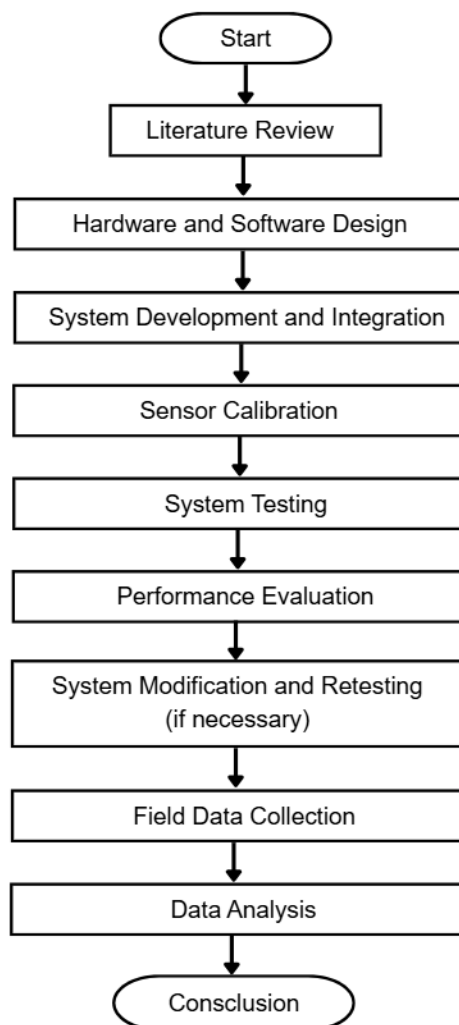 Start
Literature Review
Hardware and Software Design
System Development and Integration
Sensor Calibration
System Testing
Performance Evaluation
System Modification and Retesting
(if necessary)
Field Data Collection
Data Analysis
Consclusion